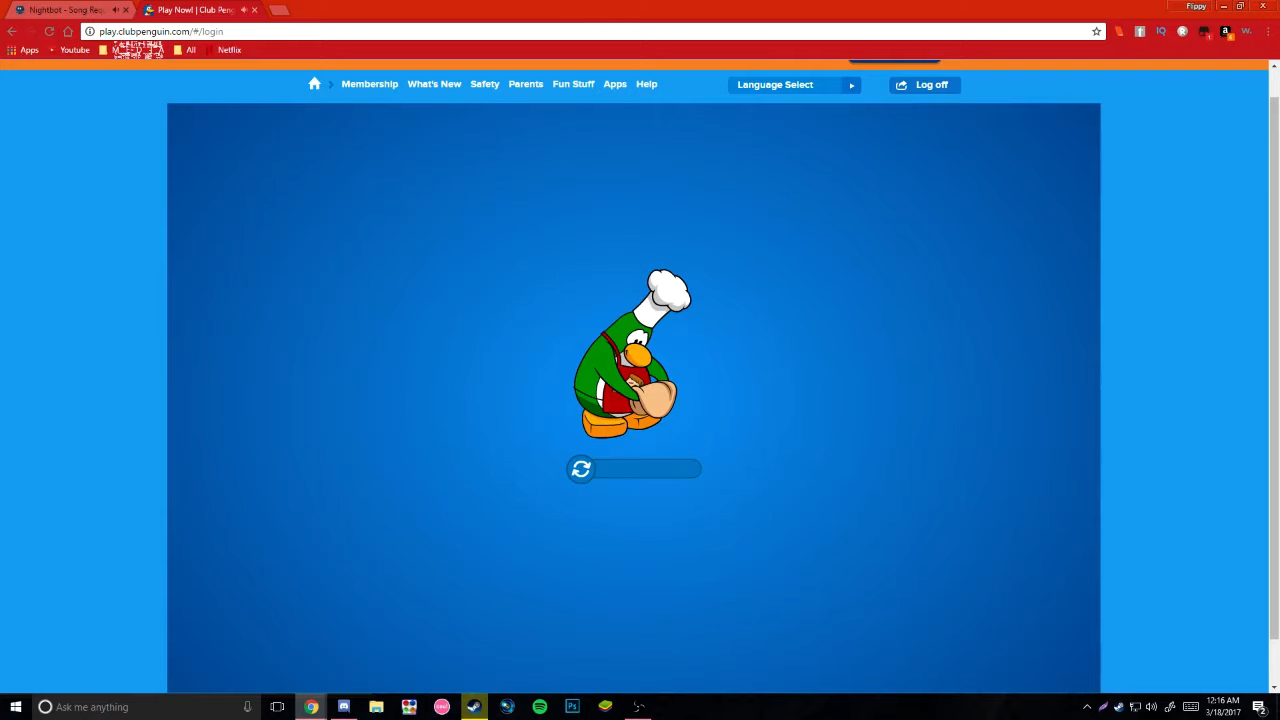 Nightbot - Song Req
Play Now! | Club Peng
Flippy
play.clubpenguin.com/#/login
Apps
Youtube
All
Netflix
Membership
What's New
Safety
Parents
Fun Stuff
Apps
Help
Language Select
Log off
Ask me anything
osu!
Ps
12:16 AM
3/18/2017